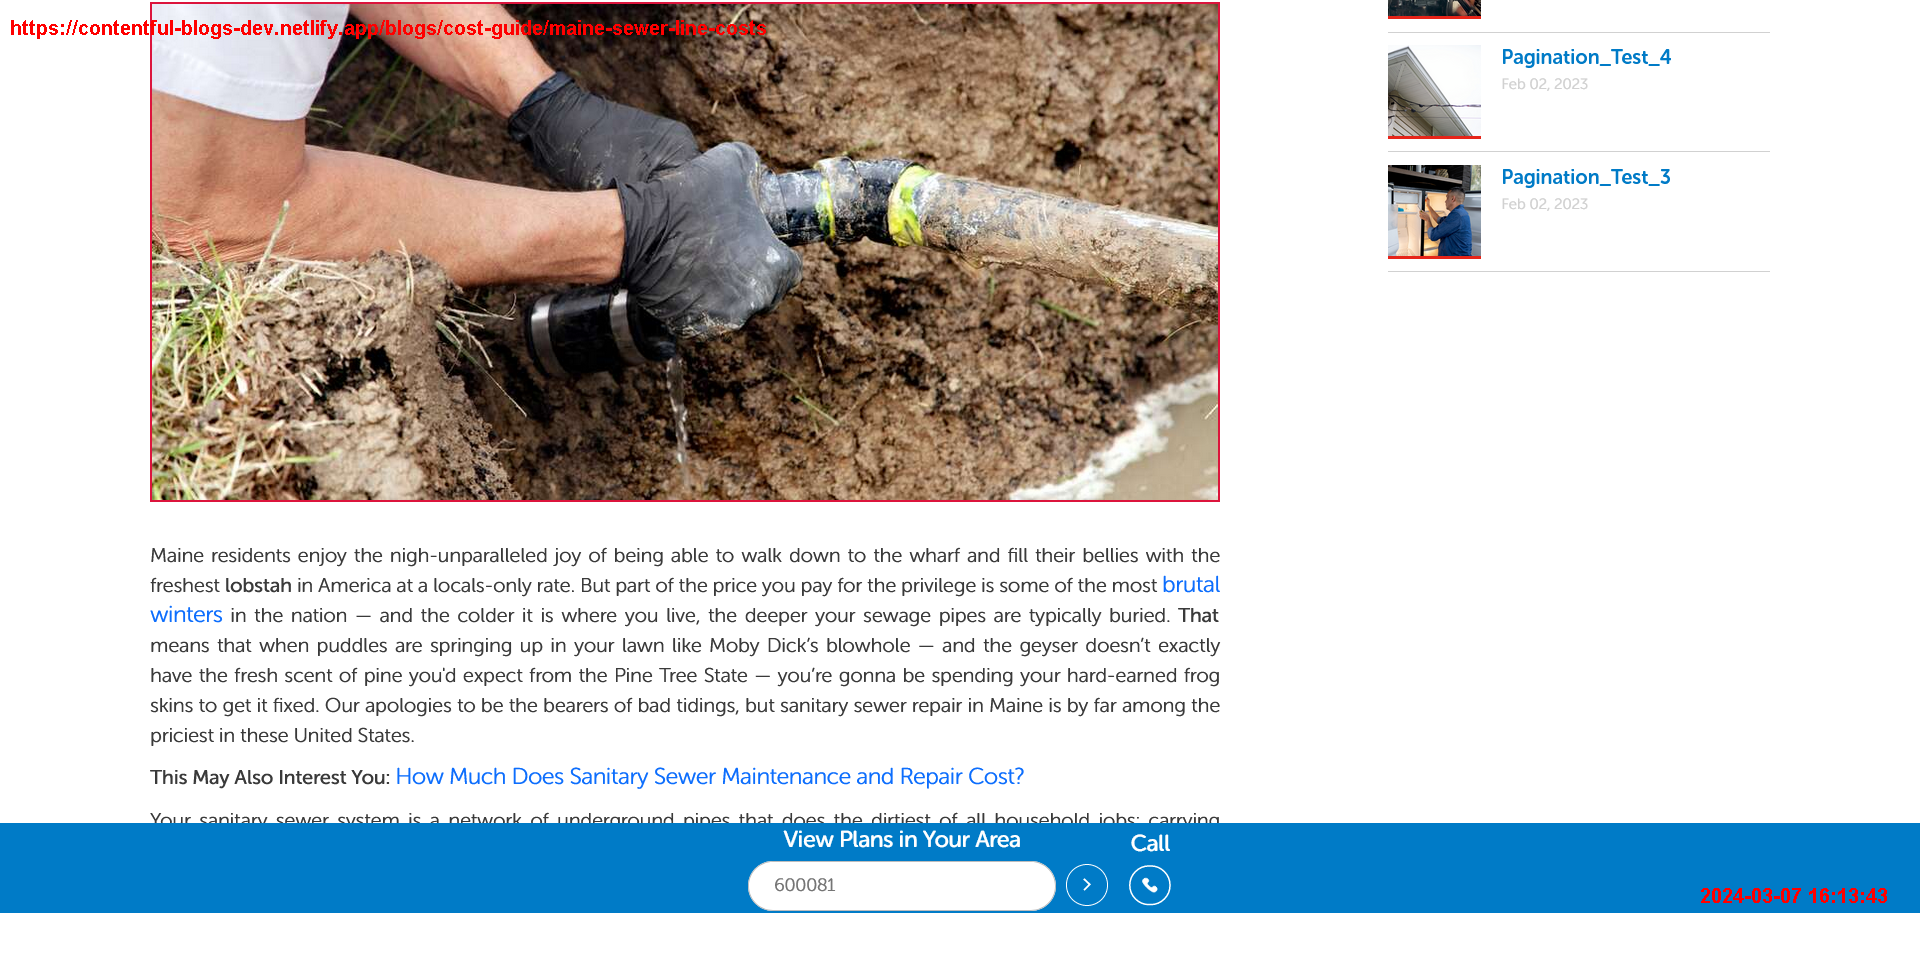 https://contentful-blogs-dev.netlify.app/blogs/cost-guide/maine-sewer-line-costs
Pagination_Test_4
Feb 02, 2023
Pagination_Test_3
Feb 02, 2023
Maine residents enjoy the nigh-unparalleled joy of being able to walk down to the wharf and fill their bellies with the
freshest lobstah in America at a locals-only rate. But part of the price you pay for the privilege is some of the most brutal
winters in the nation — and the colder it is where you live, the deeper your sewage pipes are typically buried. That
means that when puddles are springing up in your lawn like Moby Dick’s blowhole — and the geyser doesn’t exactly
have the fresh scent of pine you'd expect from the Pine Tree State — you’re gonna be spending your hard-earned frog
skins to get it fixed. Our apologies to be the bearers of bad tidings, but sanitary sewer repair in Maine is by far among the
priciest in these United States.
This May Also Interest You: How Much Does Sanitary Sewer Maintenance and Repair Cost?
Your sanitary sewer system is a network of underground pipes that does the dirtiest of all household jobs: carrying
View Plans in Your Area
Call
600081
2024-03-07 16:13:43